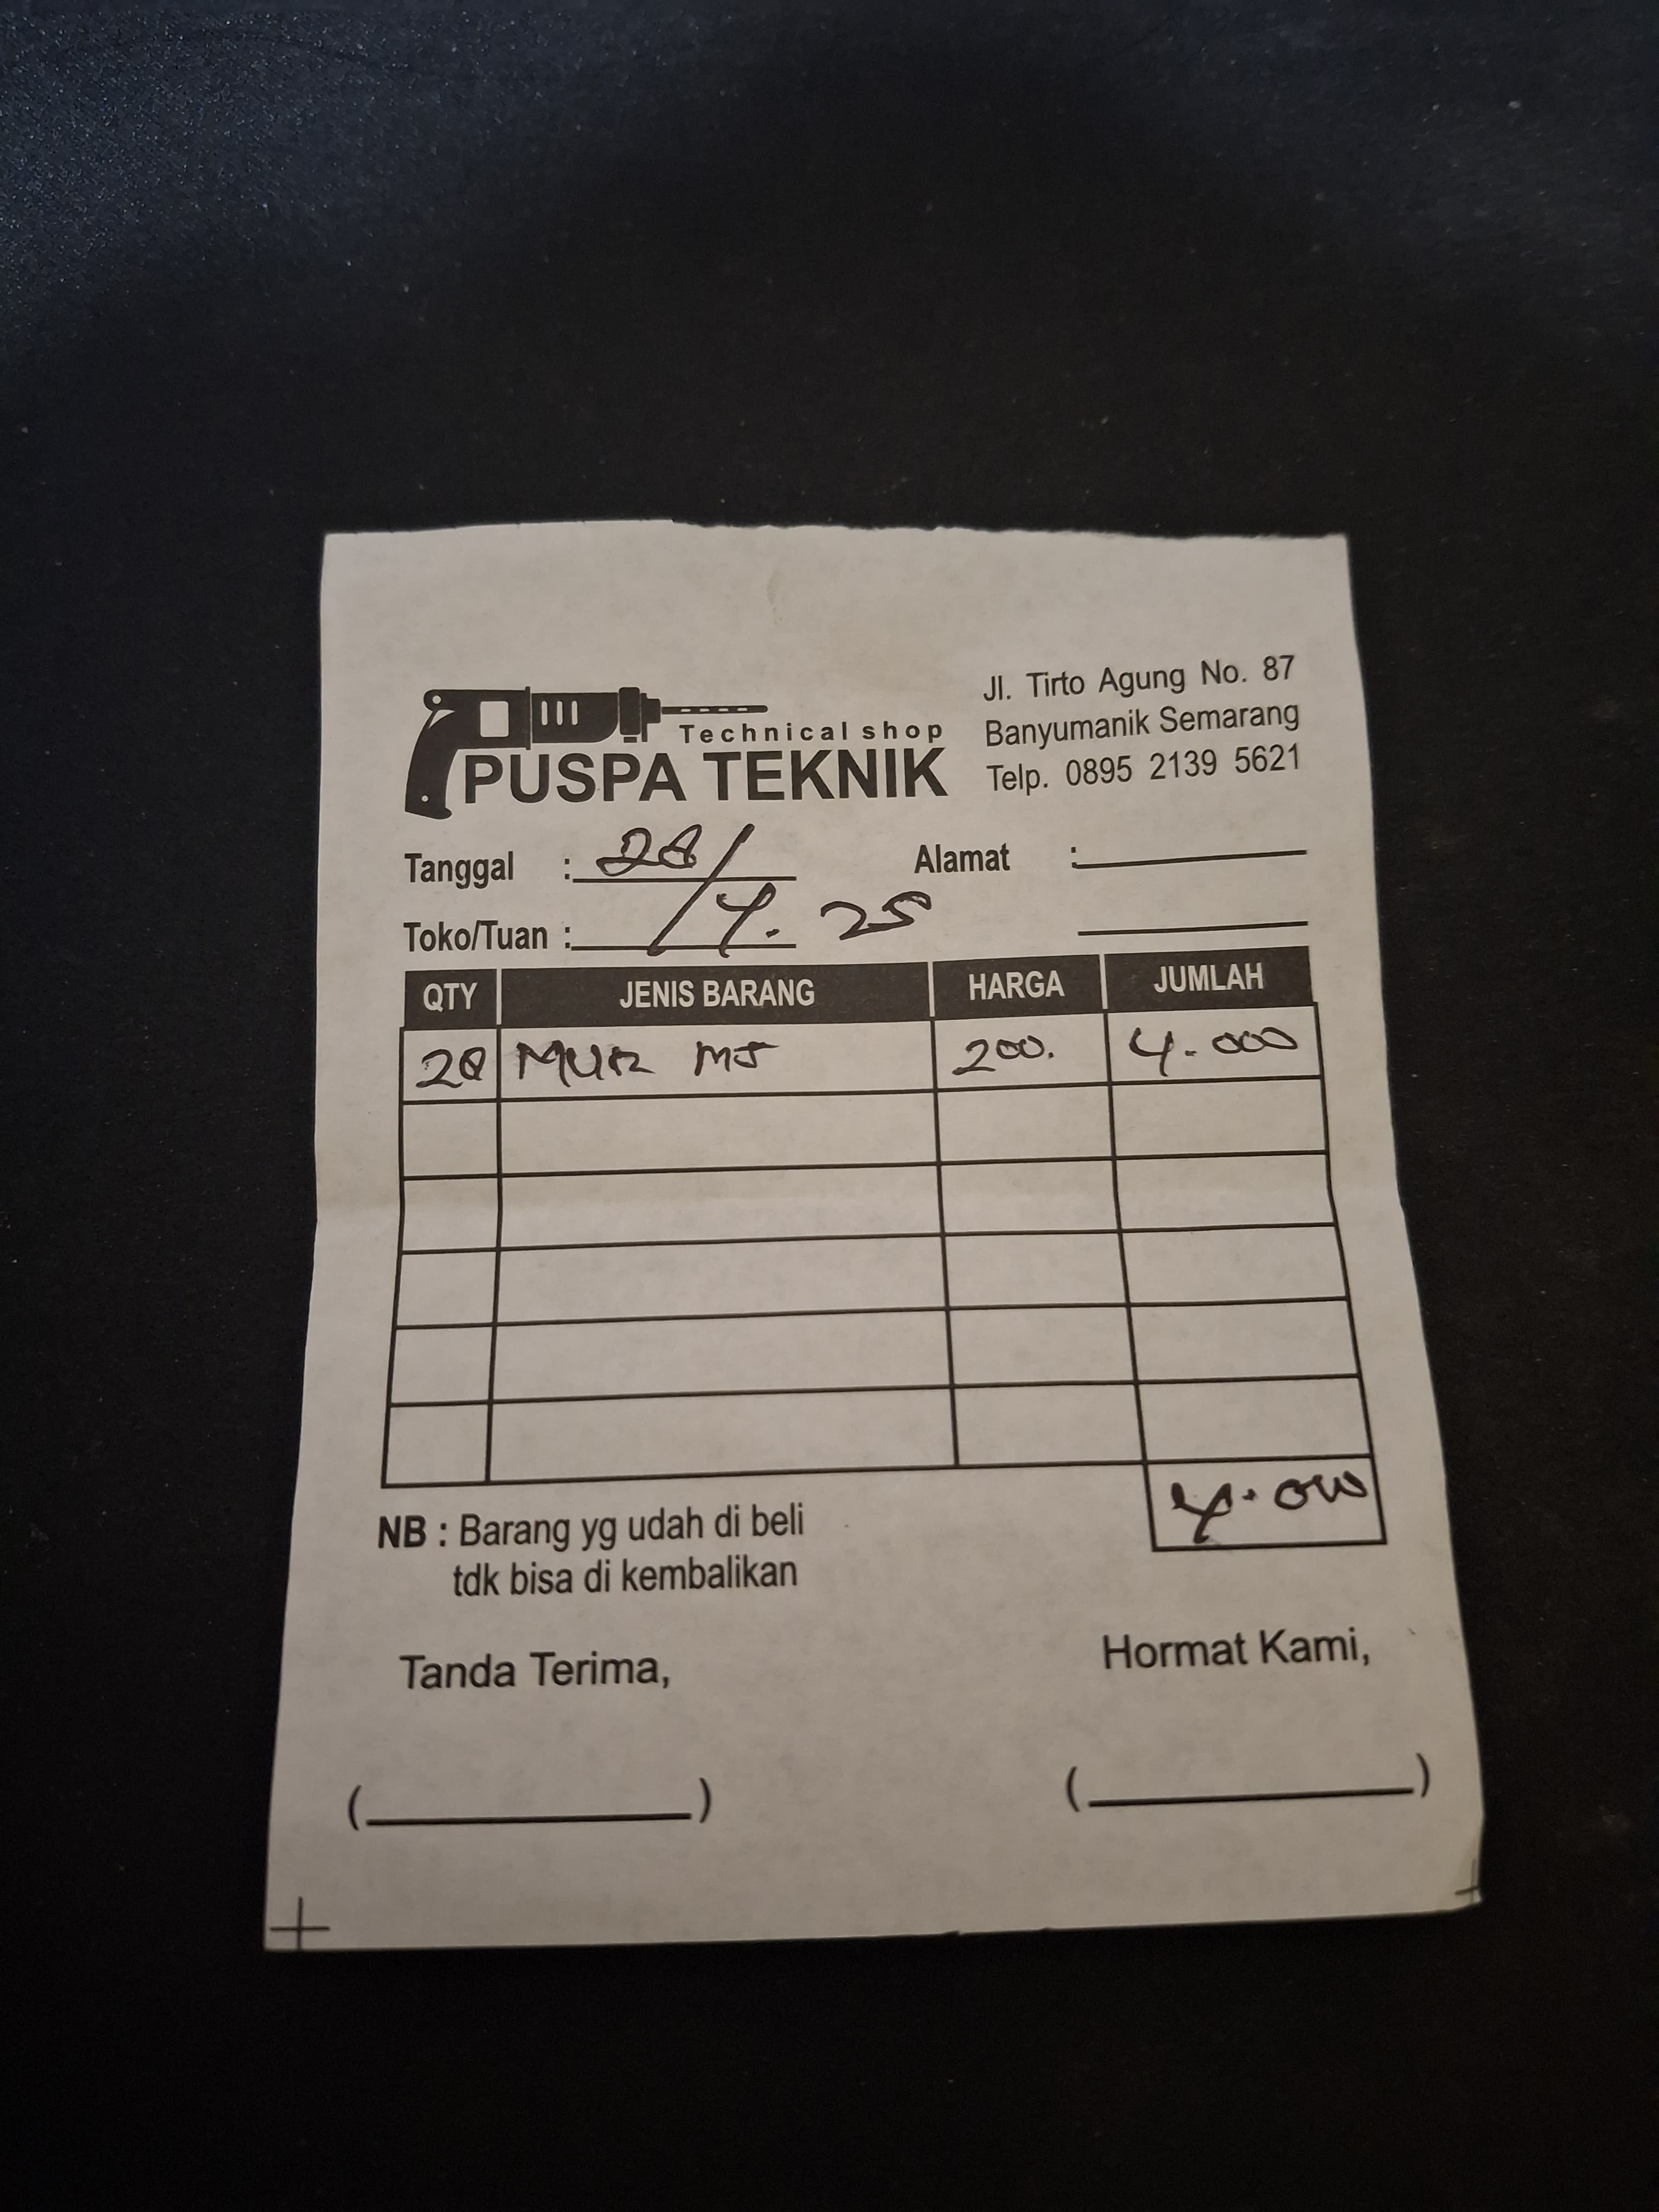 Technical shop
PUSPA TEKNIK
Jl. Tirto Agung No. 87
Banyumanik Semarang
Telp. 0895 2139 5621
Tanggal : 28/
Alamat :
Toko/Tuan : /4. 25
QTY JENIS BARANG HARGA JUMLAH
20 MUR M5 200. 4.000
4.000
NB : Barang yg udah di beli
tdk bisa di kembalikan
Tanda Terima,
Hormat Kami,
( )
( )